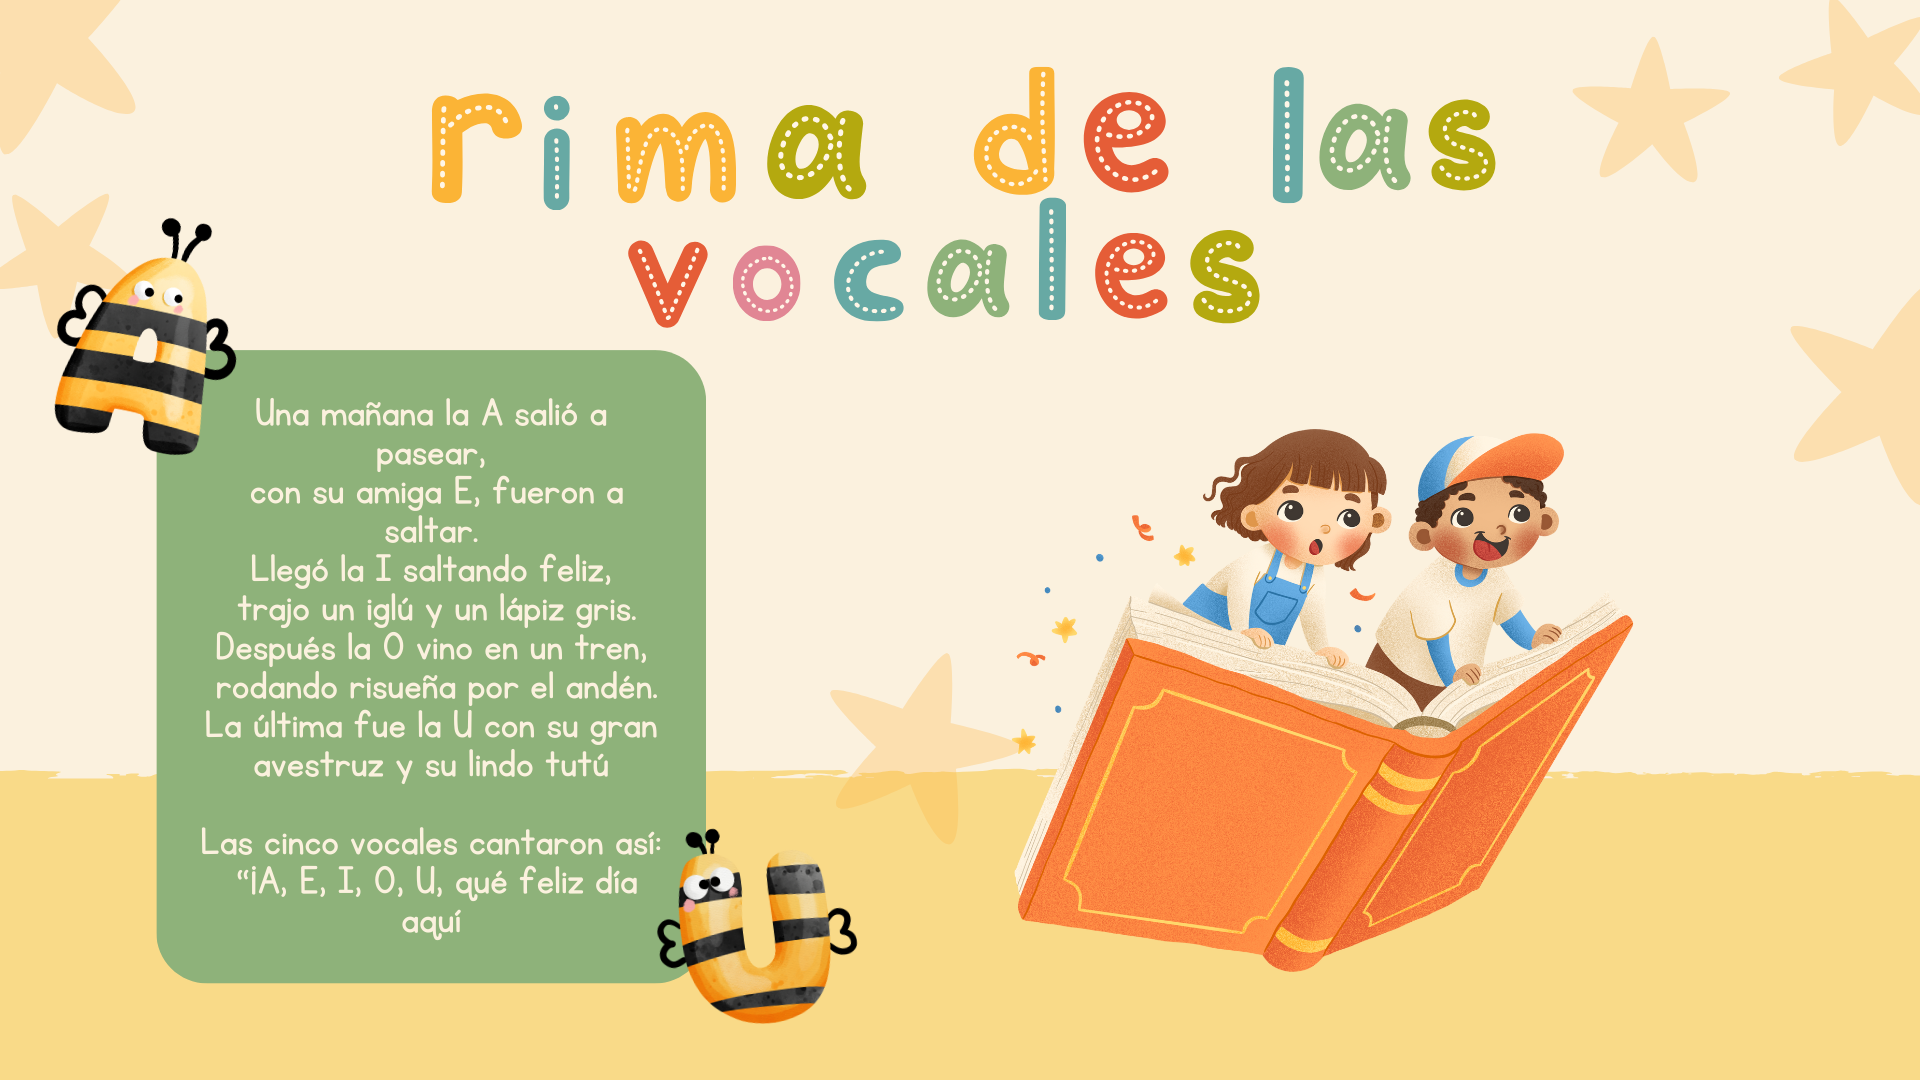 rima de las
vocales
Una mañana la A salió a
pasear,
con su amiga E, fueron a
saltar.
Llegó la I saltando feliz,
trajo un iglú y un lápiz gris.
Después la O vino en un tren,
rodando risueña por el andén.
La última fue la U con su gran
avestruz y su lindo tutú
Las cinco vocales cantaron así:
“¡A, E, I, O, U, qué feliz día
aquí
A
U